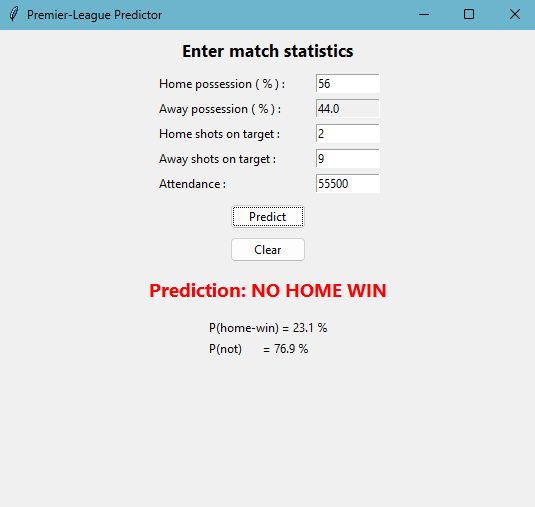 Premier-League Predictor
Enter match statistics
Home possession ( % ) : 56
Away possession ( % ) : 44.0
Home shots on target : 2
Away shots on target : 9
Attendance : 55500
Predict
Clear
Prediction: NO HOME WIN
P(home-win) = 23.1 %
P(not) = 76.9 %